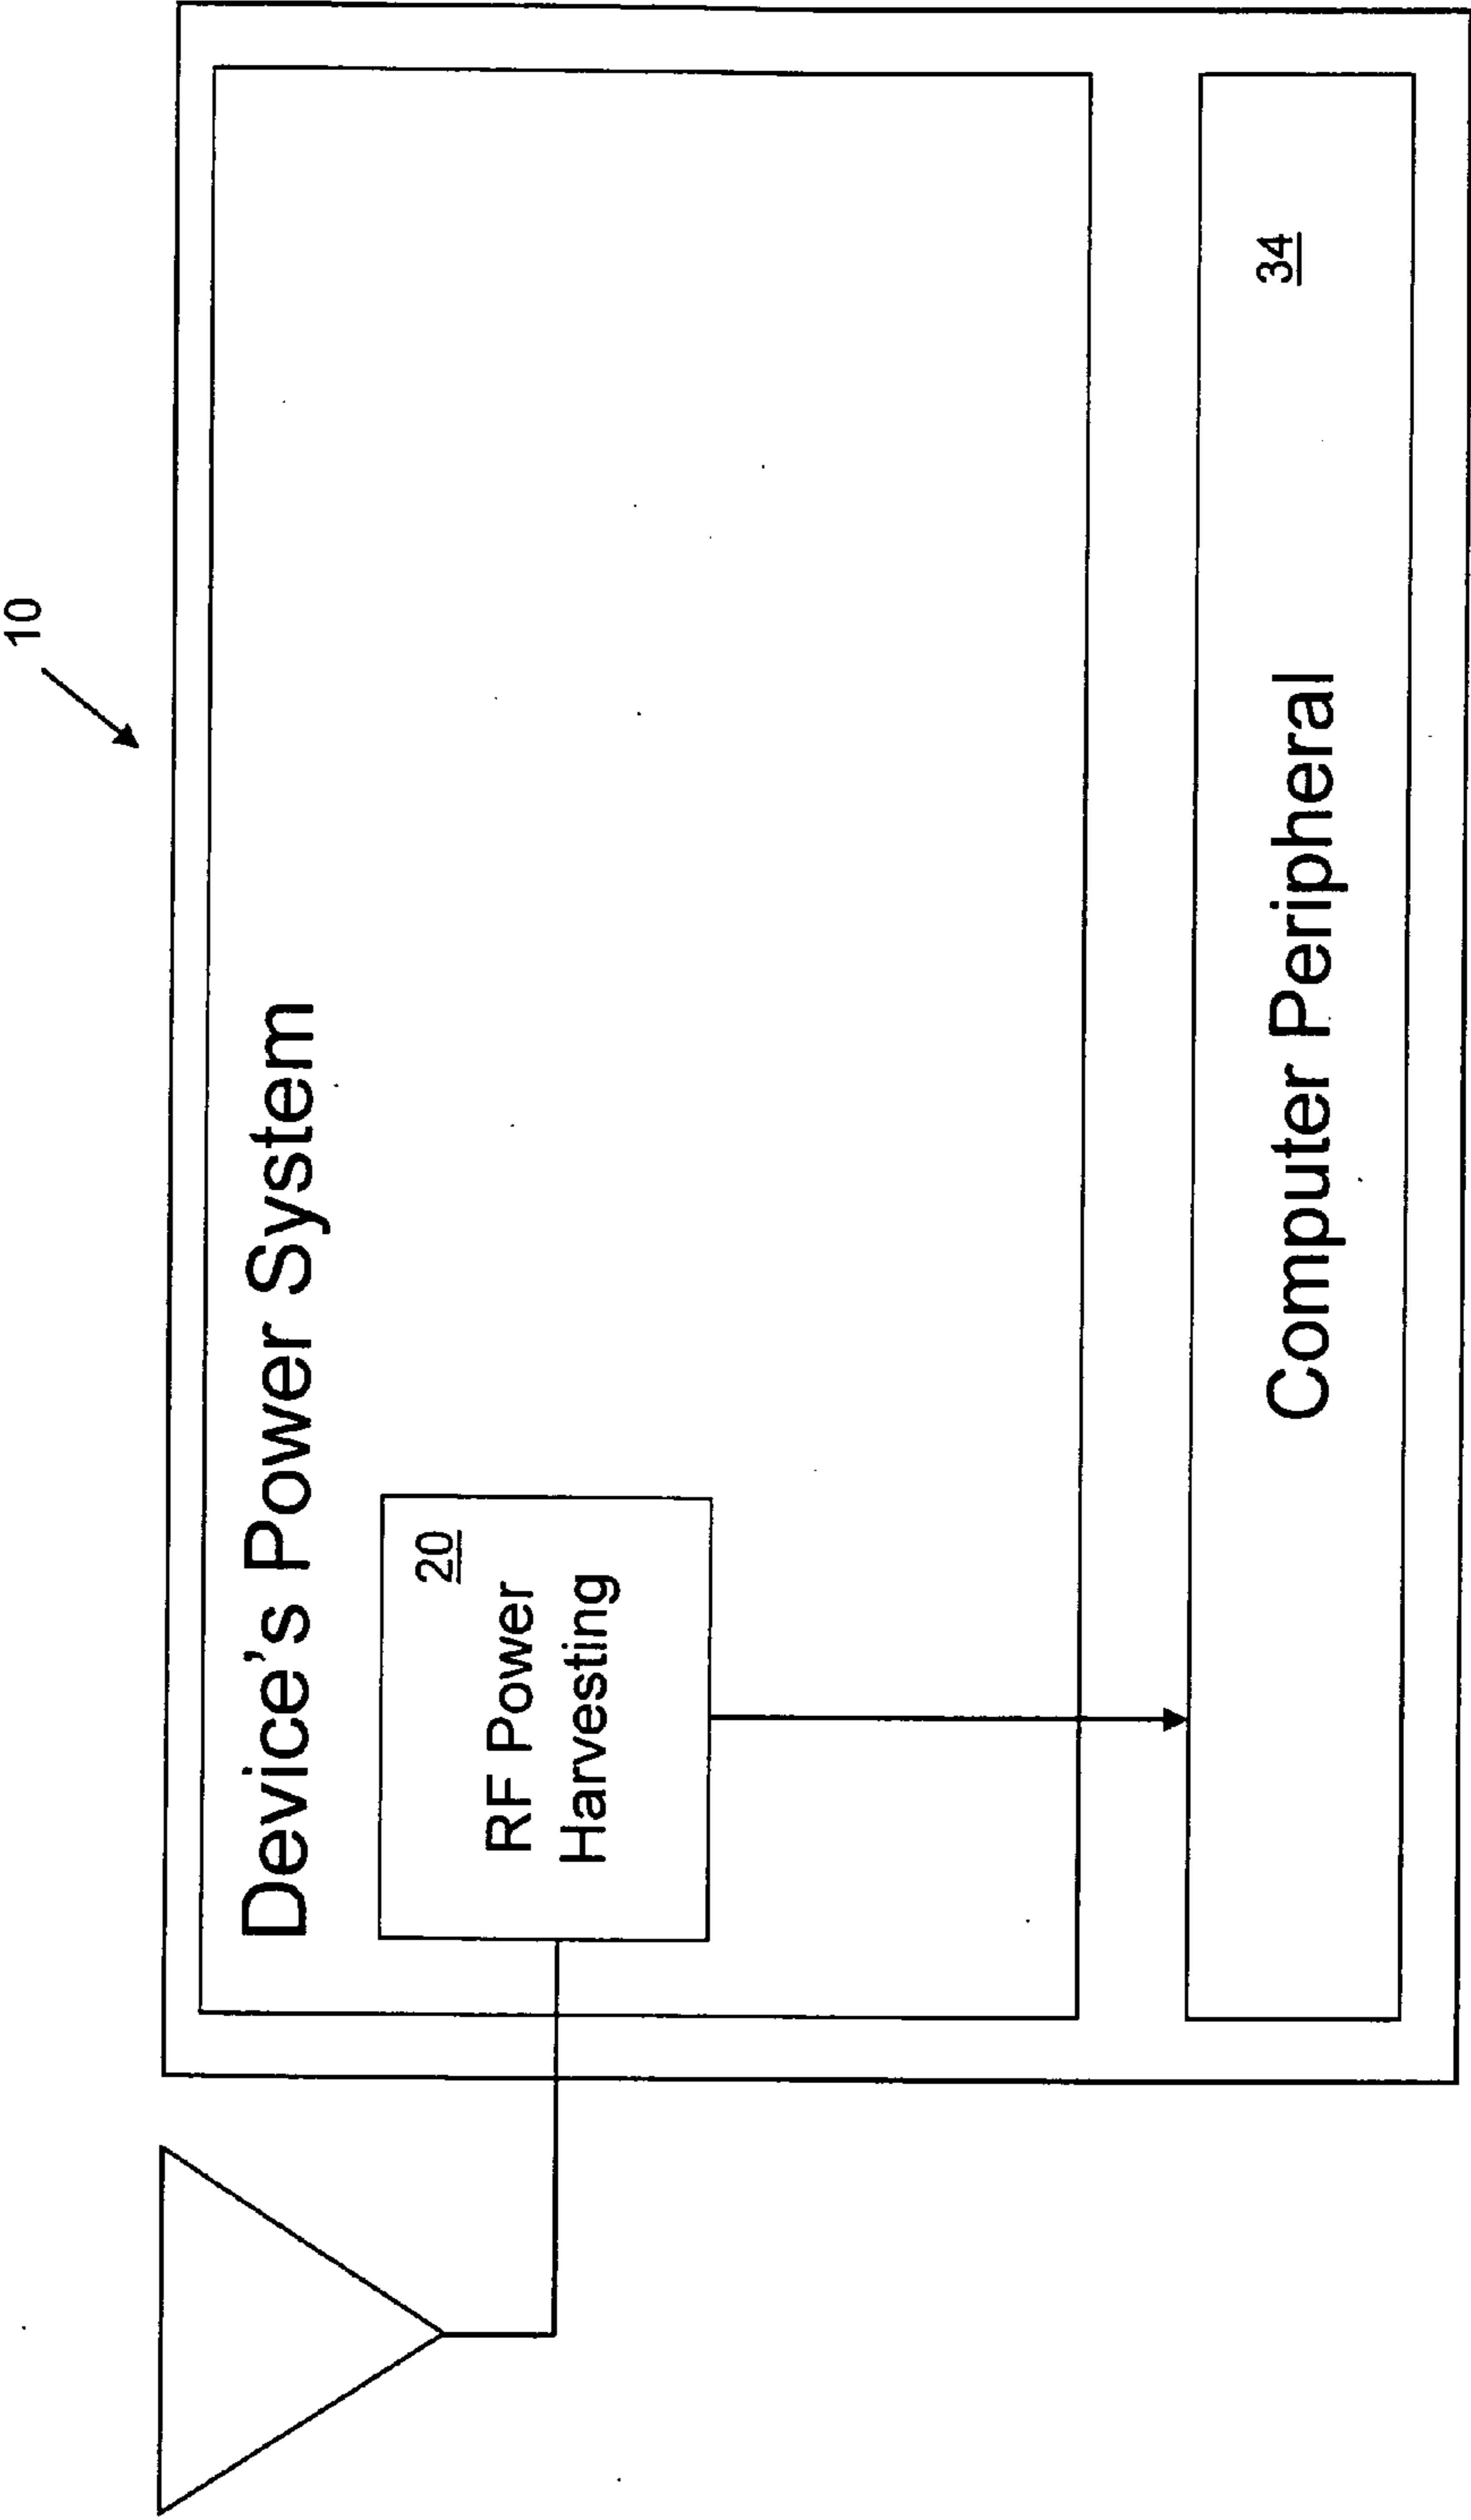 10
Device's Power System
20
RF Power
Harvesting
34
Computer Peripheral